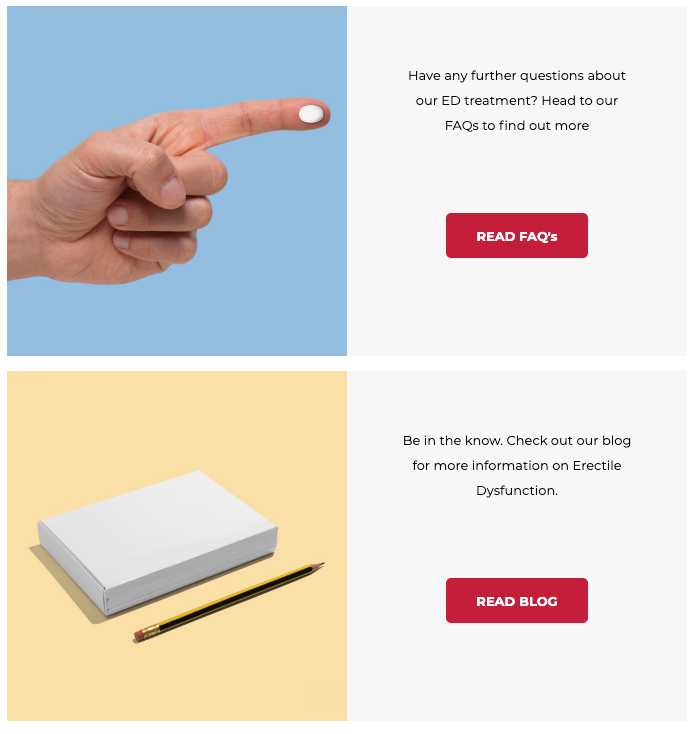 Have any further questions about
our ED treatment? Head to our
FAQs to find out more
READ FAQ's
Be in the know. Check out our blog
for more information on Erectile
Dysfunction.
READ BLOG